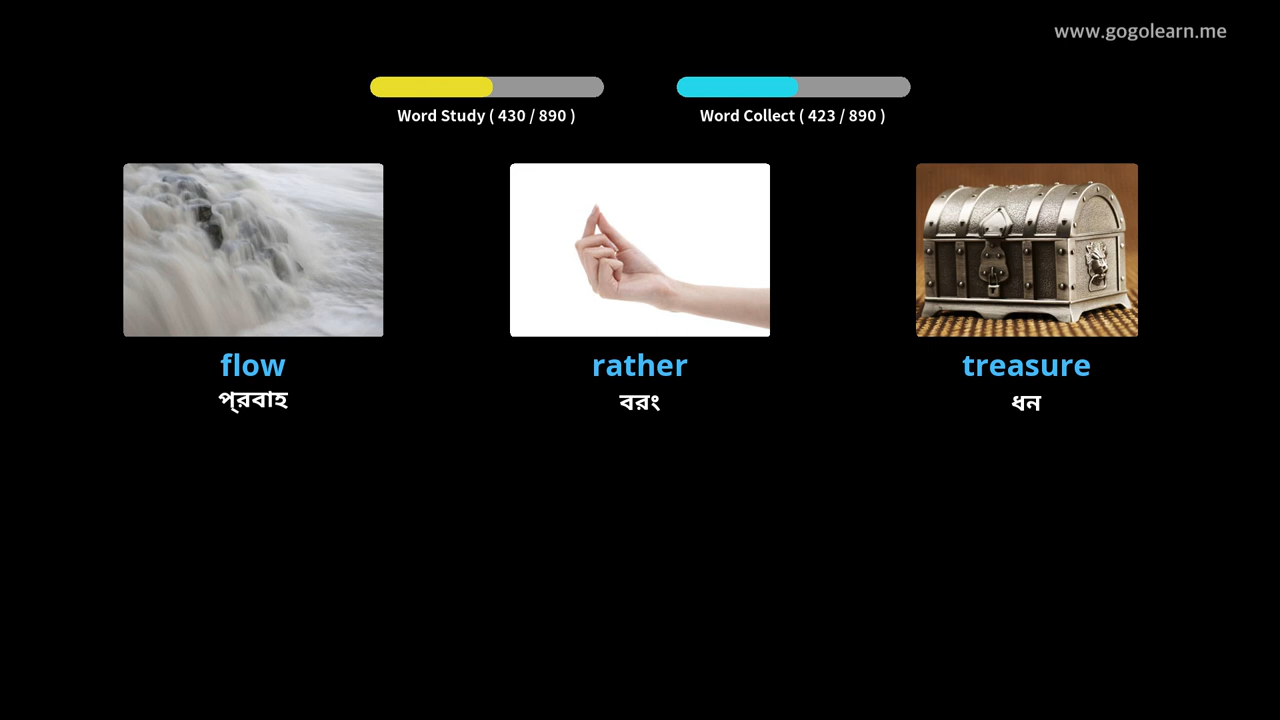 www.gogolearn.me
Word Study ( 430 / 890 )
Word Collect ( 423 / 890 )
flow
rather
treasure
প্রবাহ
বরং
ধন